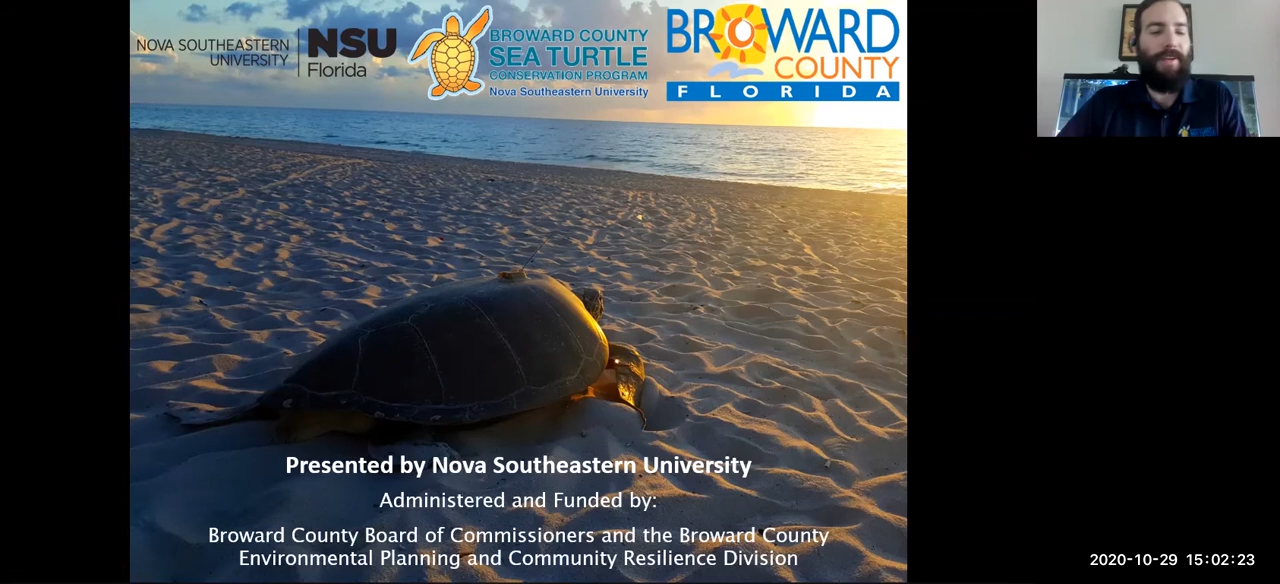 NOVA SOUTHEASTERN
UNIVERSITY
NSU
Florida
BROWARD COUNTY
SEA TURTLE
CONSERVATION PROGRAM
Nova Southeastern University
BROWARD
COUNTY
FLORIDA
Presented by Nova Southeastern University
Administered and Funded by:
Broward County Board of Commissioners and the Broward County
Environmental Planning and Community Resilience Division
2020-10-29 15:02:23